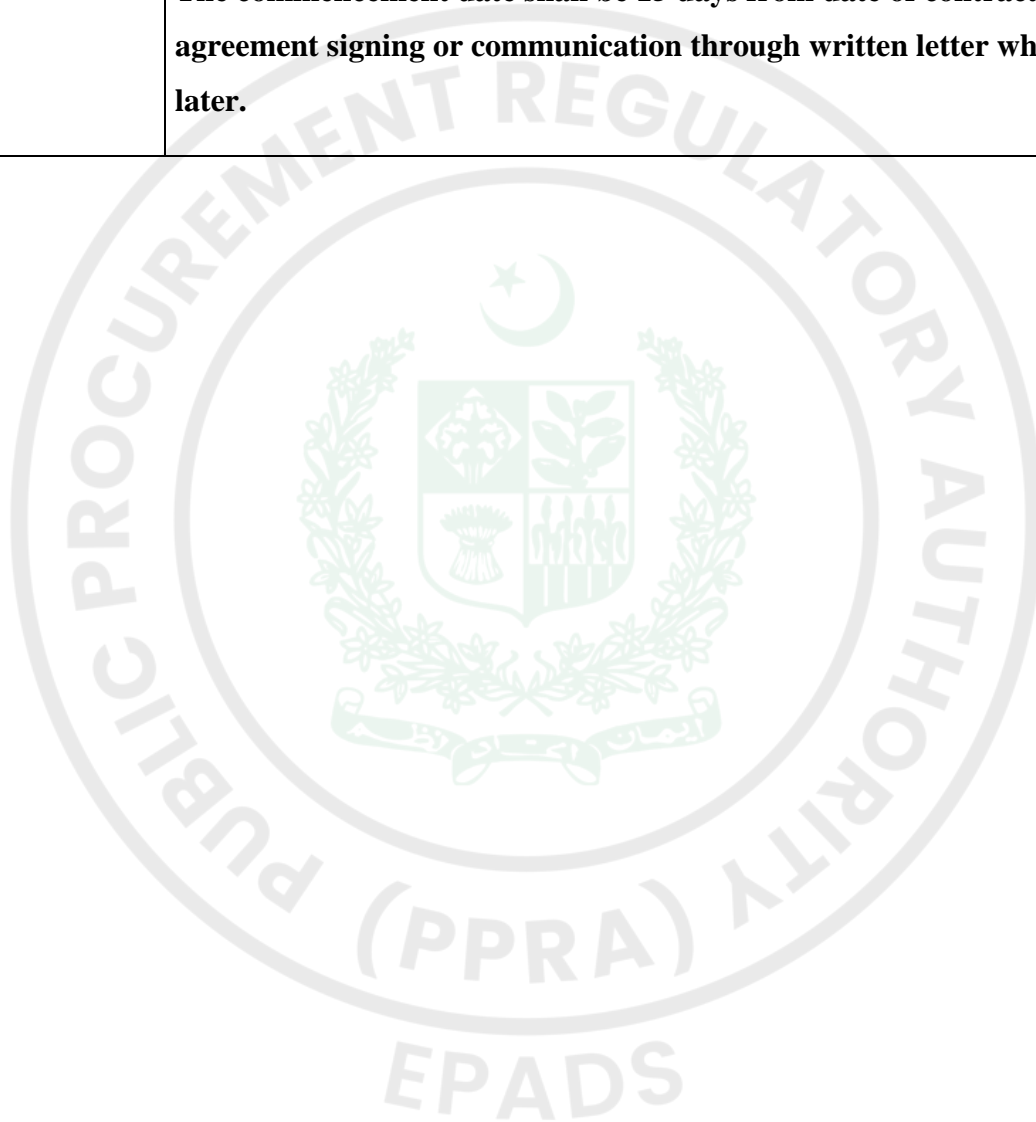 The commencement date shall be 15 days from date of contract
agreement signing or communication through written letter wh
later.
PUBLIC PROCUREMENT REGULATORY AUTHORITY
(PPRA)
EPADS